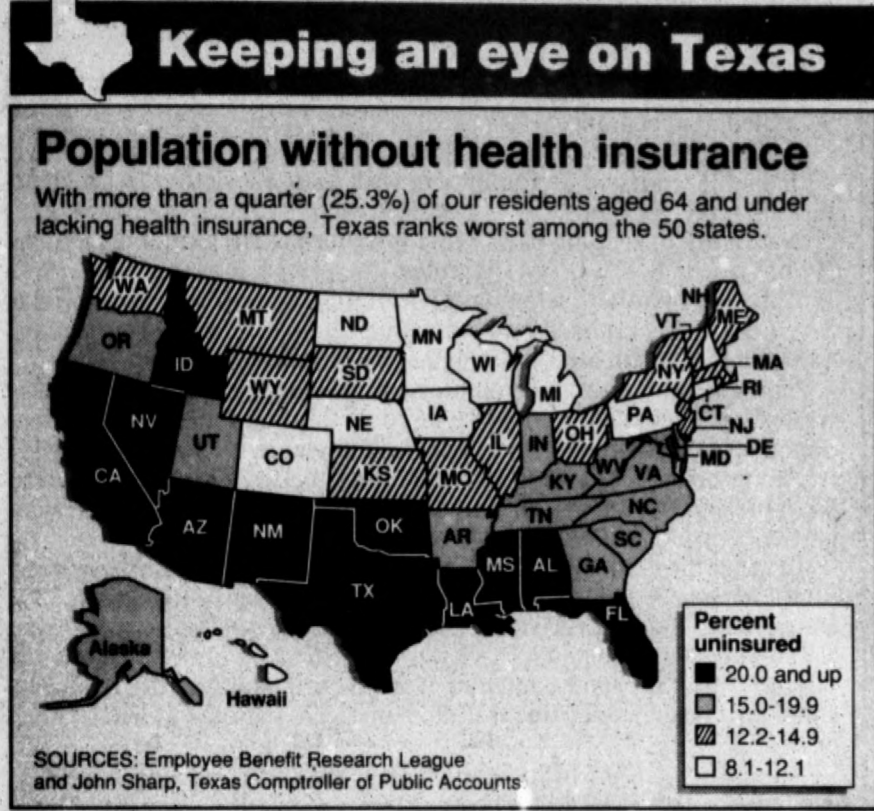 Keeping an eye on Texas
Population without health insurance
With more than a quarter (25.3%) of our residents aged 64 and under
lacking health insurance, Texas ranks worst among the 50 states.
WA
MT
ND
MN
OR
ID
WY
SD
WI
MI
NH
VT
ME
NY
MA
RI
CT
NJ
DE
MD
PA
NV
UT
CO
NE
IA
IL
IN
OH
WV
VA
CA
KS
MO
KY
AZ
NM
OK
AR
TN
NC
SC
TX
LA
MS
AL
GA
FL
Alaska
Hawaii
Percent
uninsured
20.0 and up
15.0-19.9
12.2-14.9
8.1-12.1
SOURCES: Employee Benefit Research League
and John Sharp, Texas Comptroller of Public Accounts